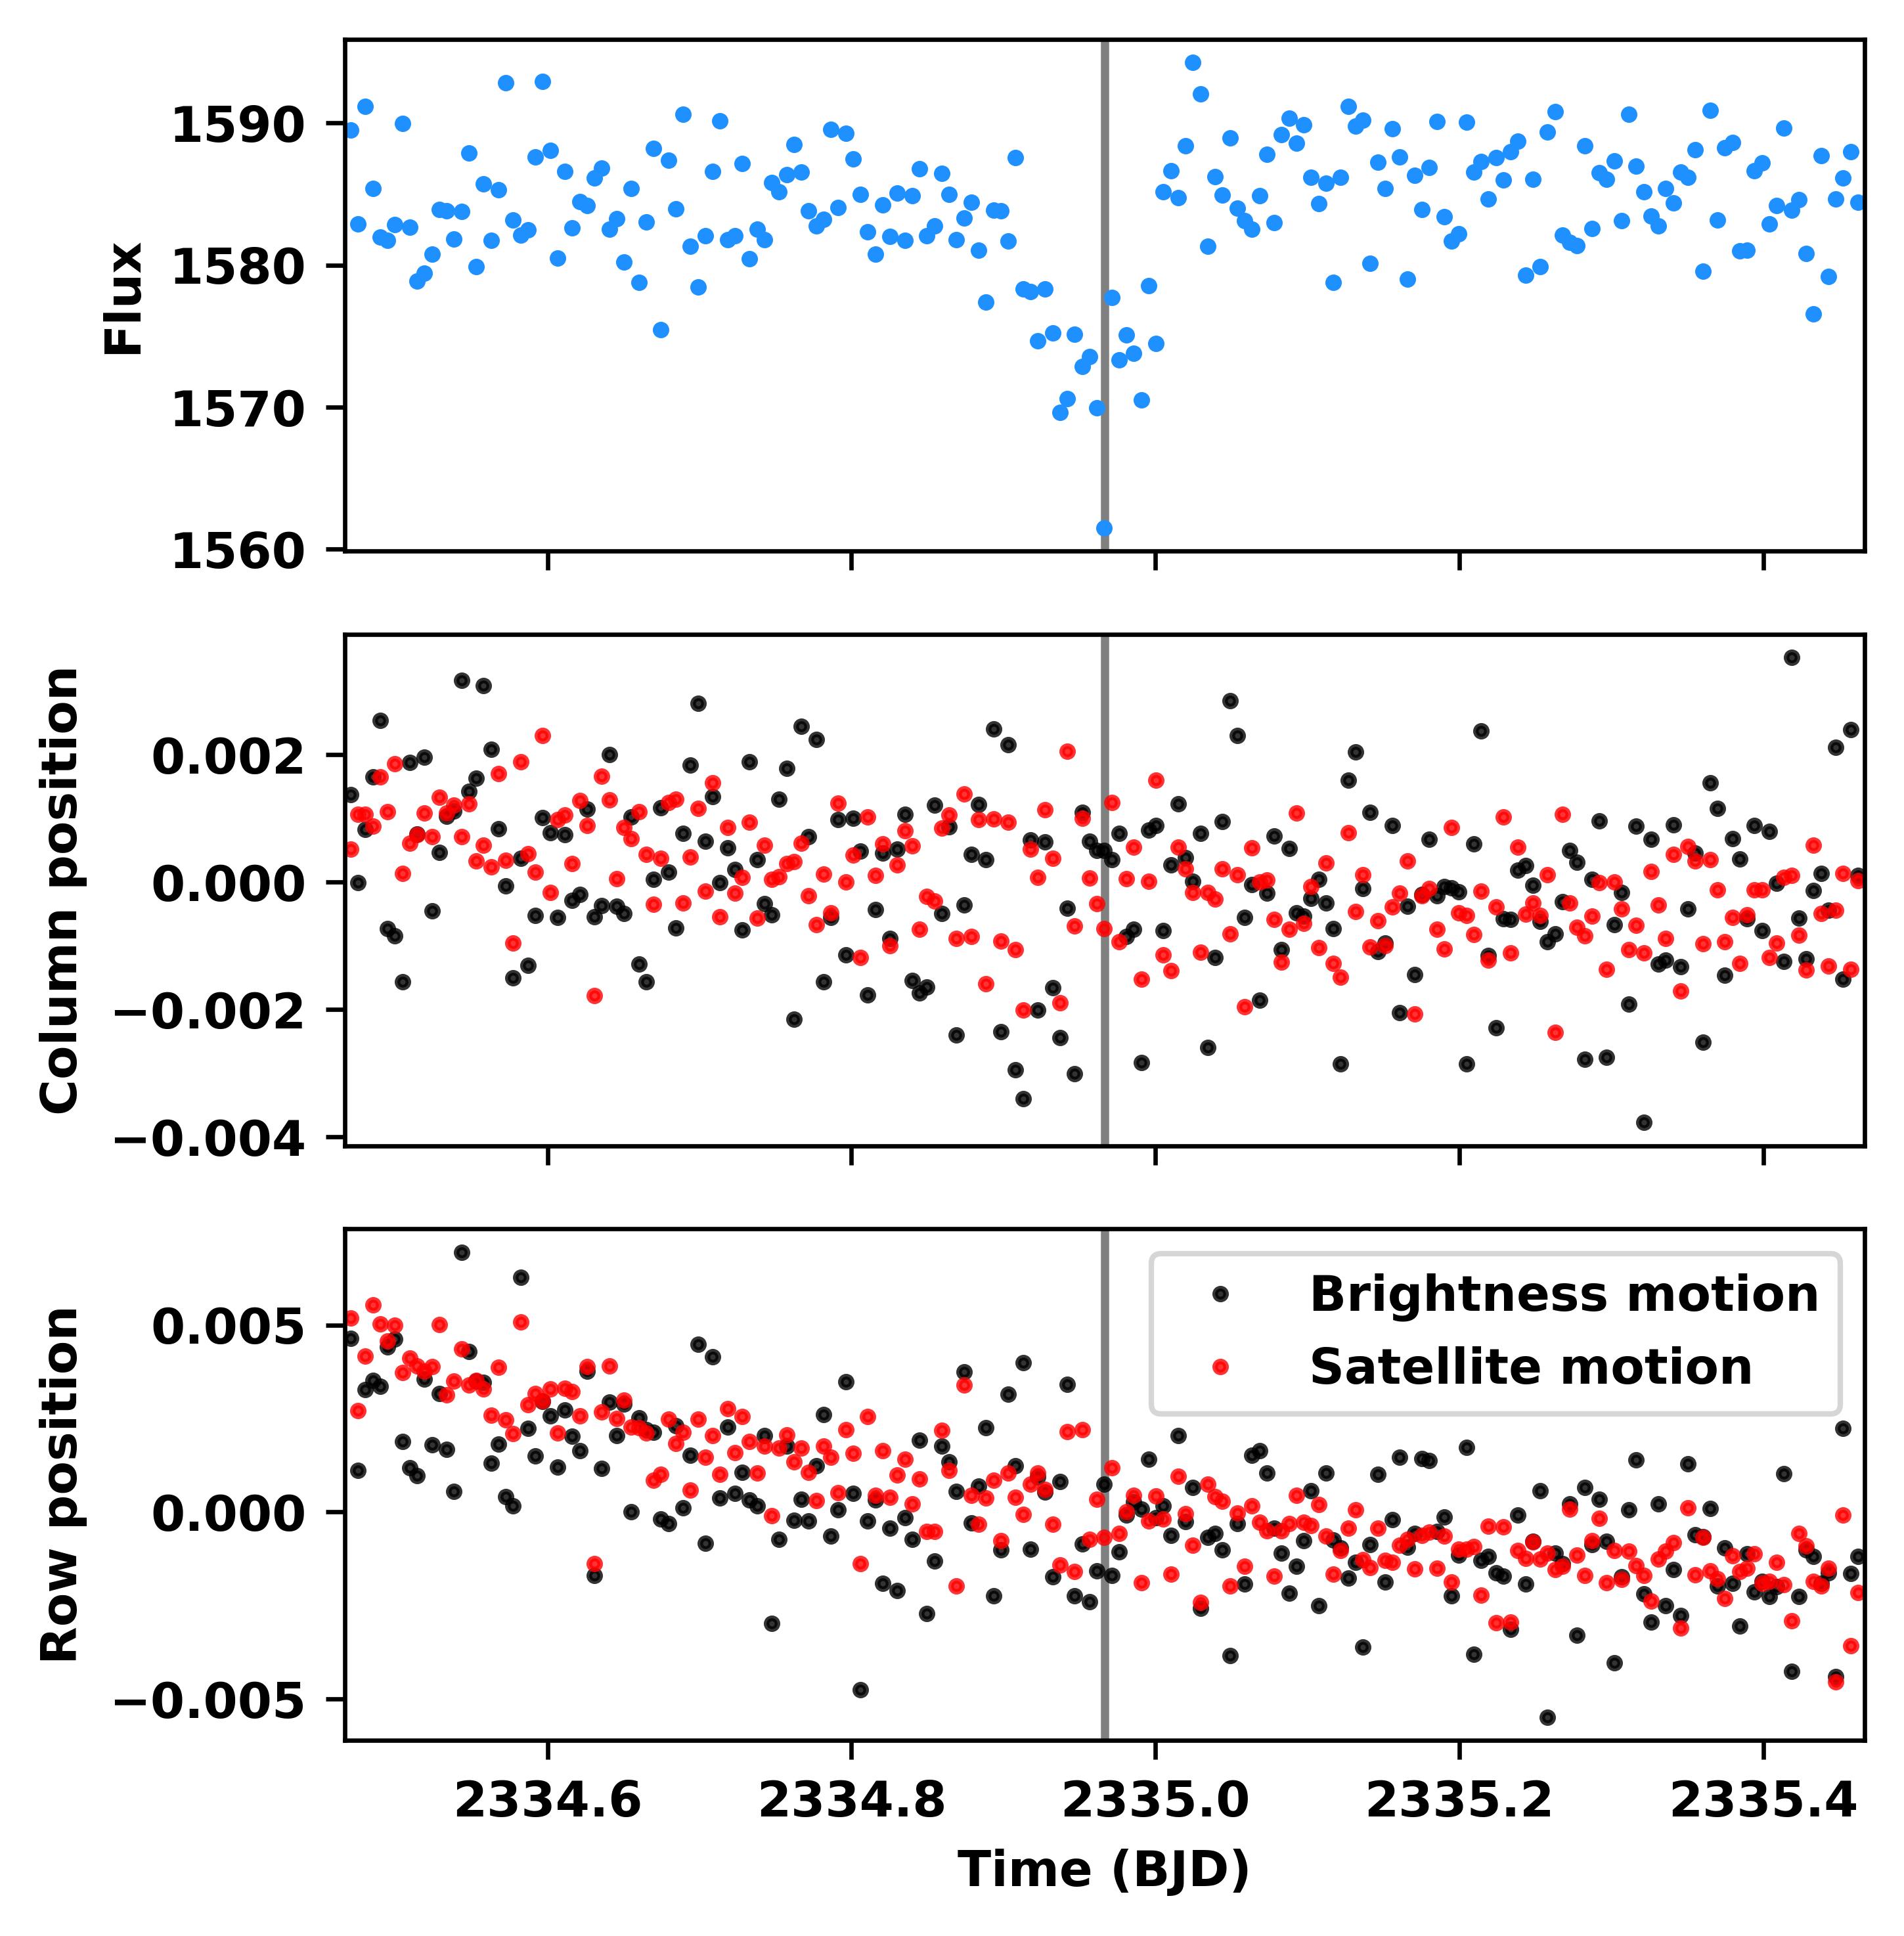 1590
1580
1570
1560
Flux
0.002
0.000
−0.002
−0.004
Column position
Brightness motion
Satellite motion
0.005
0.000
−0.005
Row position
2334.6 2334.8 2335.0 2335.2 2335.4
Time (BJD)